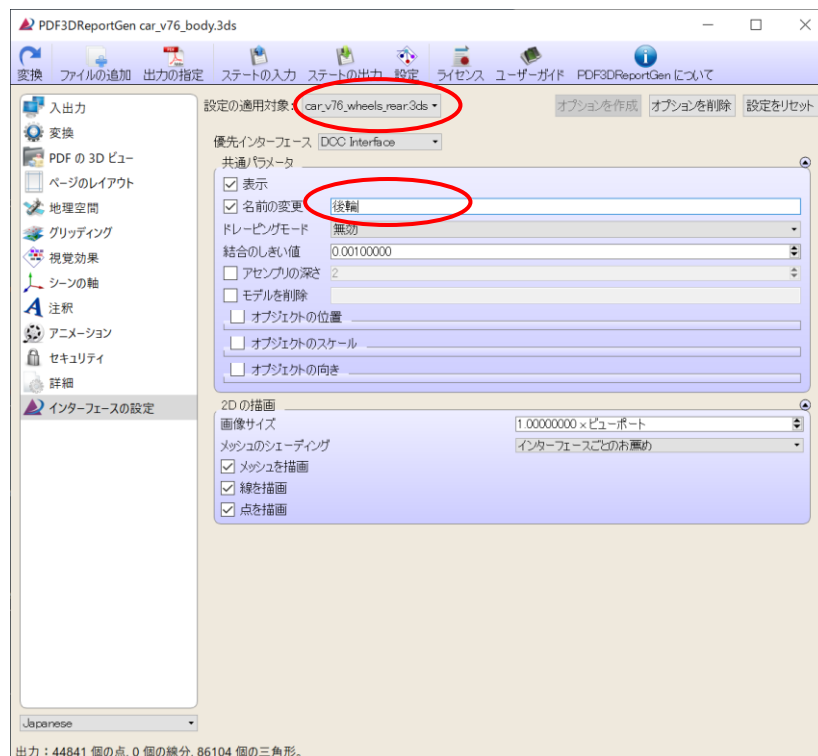 PDF3DReportGen car_v76_body.3ds
変換 ファイルの追加 出力の指定 ステートの入力 ステートの出力 設定 ライセンス ユーザーガイド PDF3DReportGen について
入出力
変換
PDF の 3D ビュー
ページのレイアウト
地理空間
グリッディング
視覚効果
シーンの軸
注釈
アニメーション
セキュリティ
詳細
インターフェースの設定
Japanese
設定の適用対象: car_v76_wheels_rear.3ds オプションを作成 オプションを削除 設定をリセット
優先インターフェース DCC Interface
共通パラメータ
表示
名前の変更 後輪
ドレーピングモード 無効
結合のしきい値 0.00100000
アセンブリの深さ 2
モデルを削除
オブジェクトの位置
オブジェクトのスケール
オブジェクトの向き
2D の描画
画像サイズ 1.00000000 × ビューポート
メッシュのシェーディング インターフェースごとのお薦め
メッシュを描画
線を描画
点を描画
出力：44841 個の点, 0 個の線分, 86104 個の三角形。